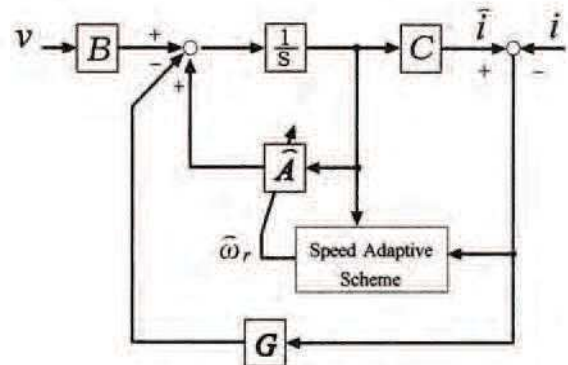 v
B
+
−
+
1/s
C
î
i
+
−
Â
ω̂r
Speed Adaptive
Scheme
G